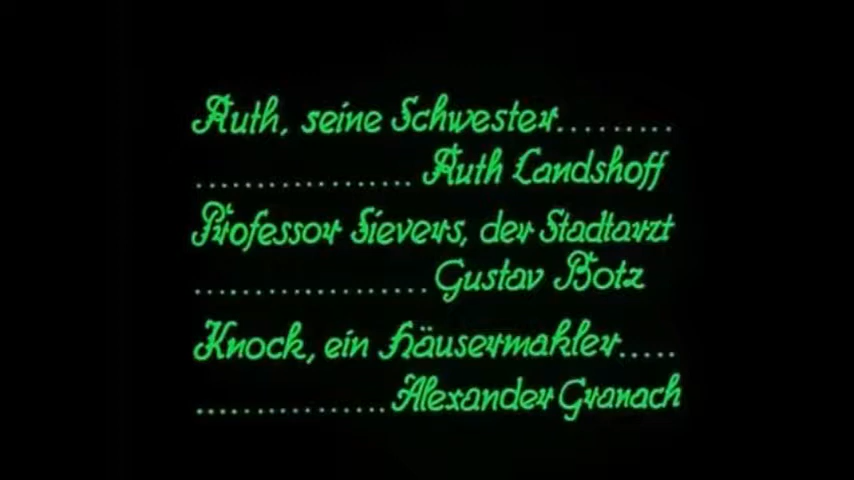 Ruth, seine Schwester.........
.................. Ruth Landshoff
Professor Sievers, der Stadtarzt
...................Gustav Botz
Knock, ein Häusermakler.....
................Alexander Granach